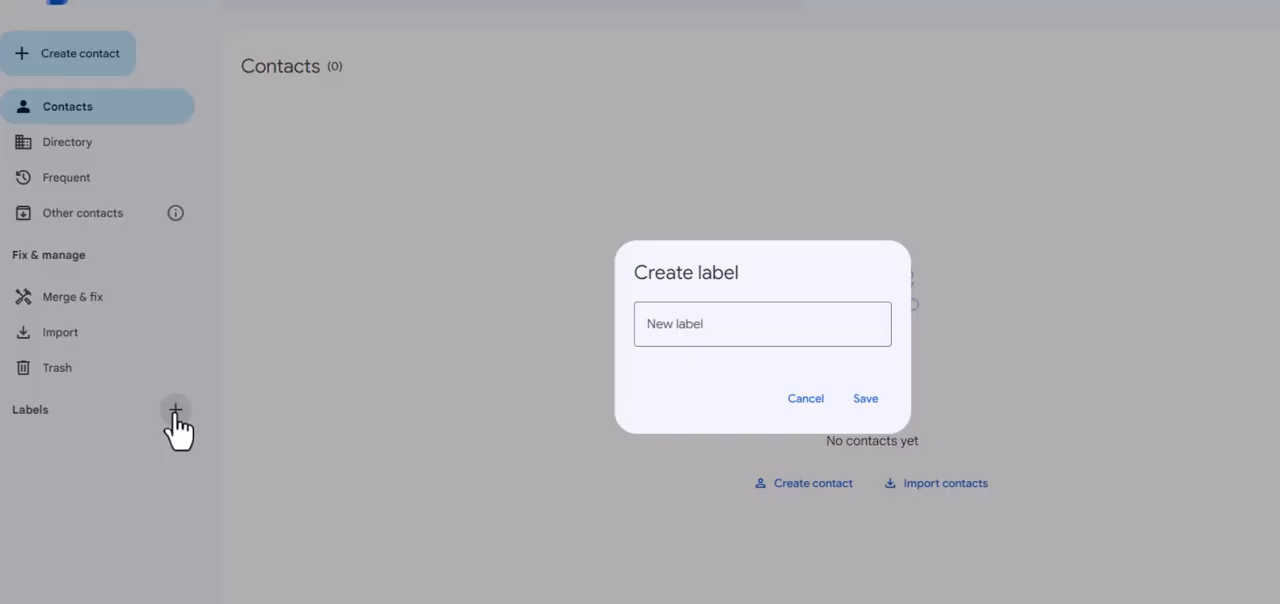 Create contact
Contacts
Directory
Frequent
Other contacts
Fix & manage
Merge & fix
Import
Trash
Labels
Contacts (0)
Create label
New label
Cancel Save
No contacts yet
Create contact Import contacts